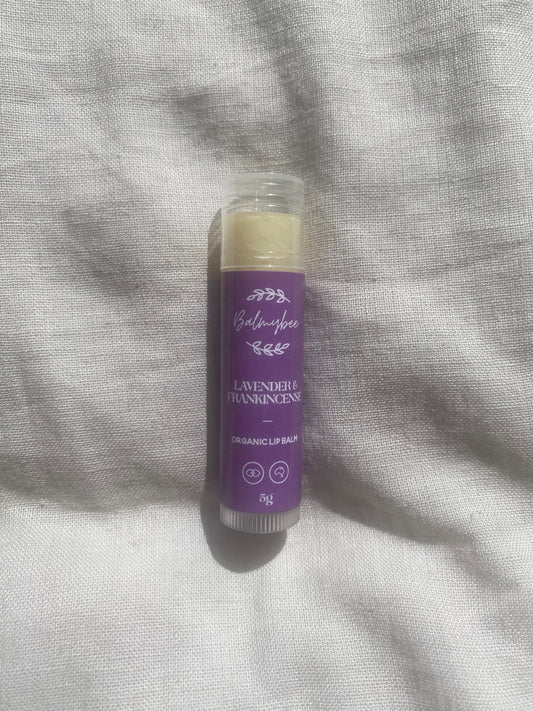 Balmybee
LAVENDER &
FRANKINCENSE
ORGANIC LIP BALM
5g